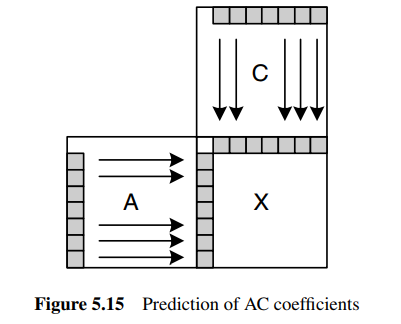 C
A
X
Figure 5.15 Prediction of AC coefficients